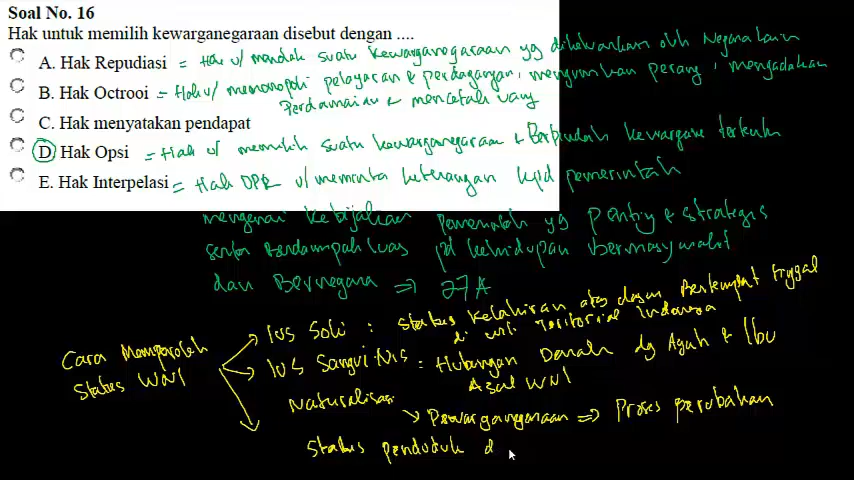 Soal No. 16
Hak untuk memilih kewarganegaraan disebut dengan ....
A. Hak Repudiasi = Hak u/ menolak suatu kewarganegaraan yg ditawarkan oleh Negara lain
B. Hak Octrooi = Hak u/ memonopoli pelayaran & perdagangan, mengumumkan perang, mengadakan
Perdamaian & mencetak uang
C. Hak menyatakan pendapat
D Hak Opsi = Hak u/ memilih suatu kewarganegaraan & Berpindah kewargane
E. Hak Interpelasi = Hak DPR u/ meminta keterangan kpd pemerintah
mengenai kebijakan Pemerintah yg penting & strategis
serta Berdampak luas pd kehidupan bermasyarakat
dan Bernegara => 27A
Cara Memperoleh
Status WNI
Ius Soli : Status kelahiran atas dasar Bertempat tinggal
di Teritorial Indonesia
Ius Sanguinis : Hubungan Darah dg Ayah & Ibu
Asal WNI
Naturalisasi
Pewarganegaraan => Proses perubahan
Status penduduk d